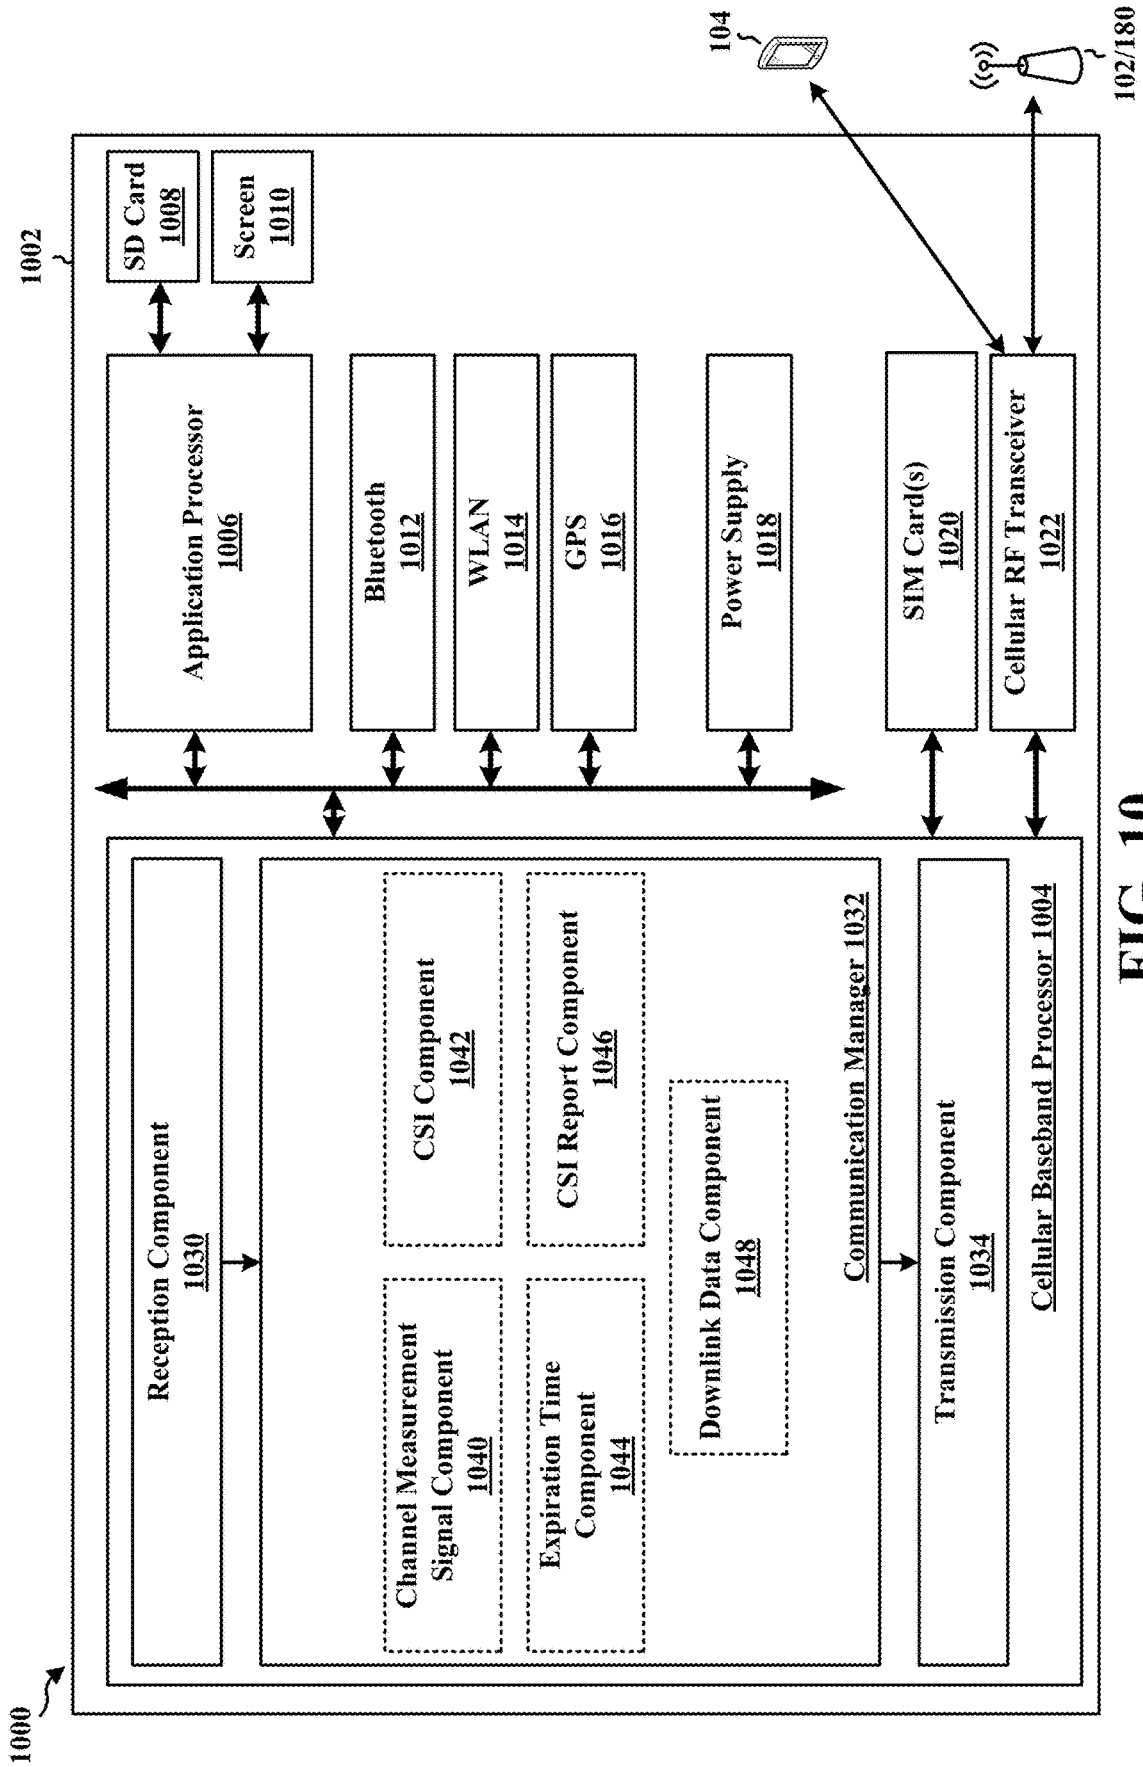 1000
1002
Reception Component
1030
Channel Measurement
Signal Component
1040
CSI Component
1042
Expiration Time
Component
1044
CSI Report Component
1046
Downlink Data Component
1048
Communication Manager 1032
Transmission Component
1034
Cellular Baseband Processor 1004
Application Processor
1006
SD Card
1008
Screen
1010
Bluetooth
1012
WLAN
1014
GPS
1016
Power Supply
1018
SIM Card(s)
1020
Cellular RF Transceiver
1022
104
102/180
FIG. 10